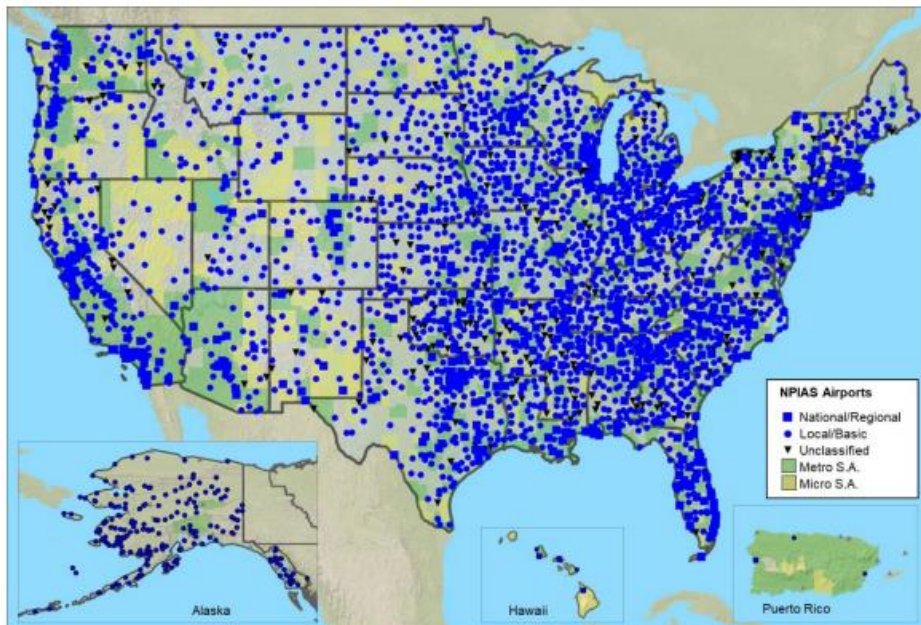 NPIAS Airports
National/Regional
Local/Basic
Unclassified
Metro S.A.
Micro S.A.
Alaska
Hawaii
Puerto Rico